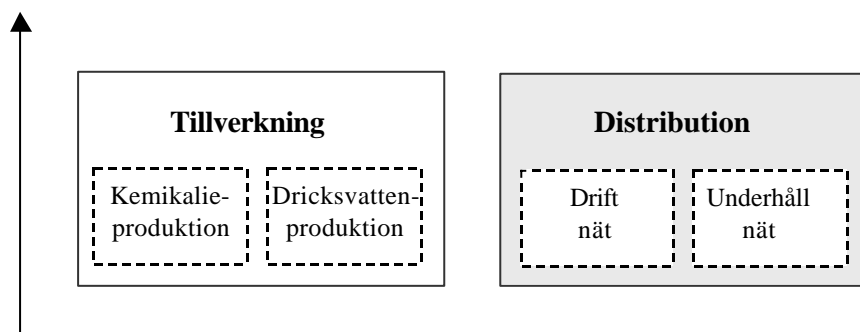 Tillverkning
Kemikalie-
produktion
Dricksvatten-
produktion
Distribution
Drift
nät
Underhåll
nät